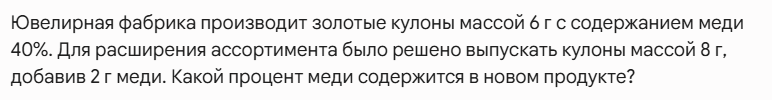 Ювелирная фабрика производит золотые кулоны массой 6 г с содержанием меди
40%. Для расширения ассортимента было решено выпускать кулоны массой 8 г,
добавив 2 г меди. Какой процент меди содержится в новом продукте?